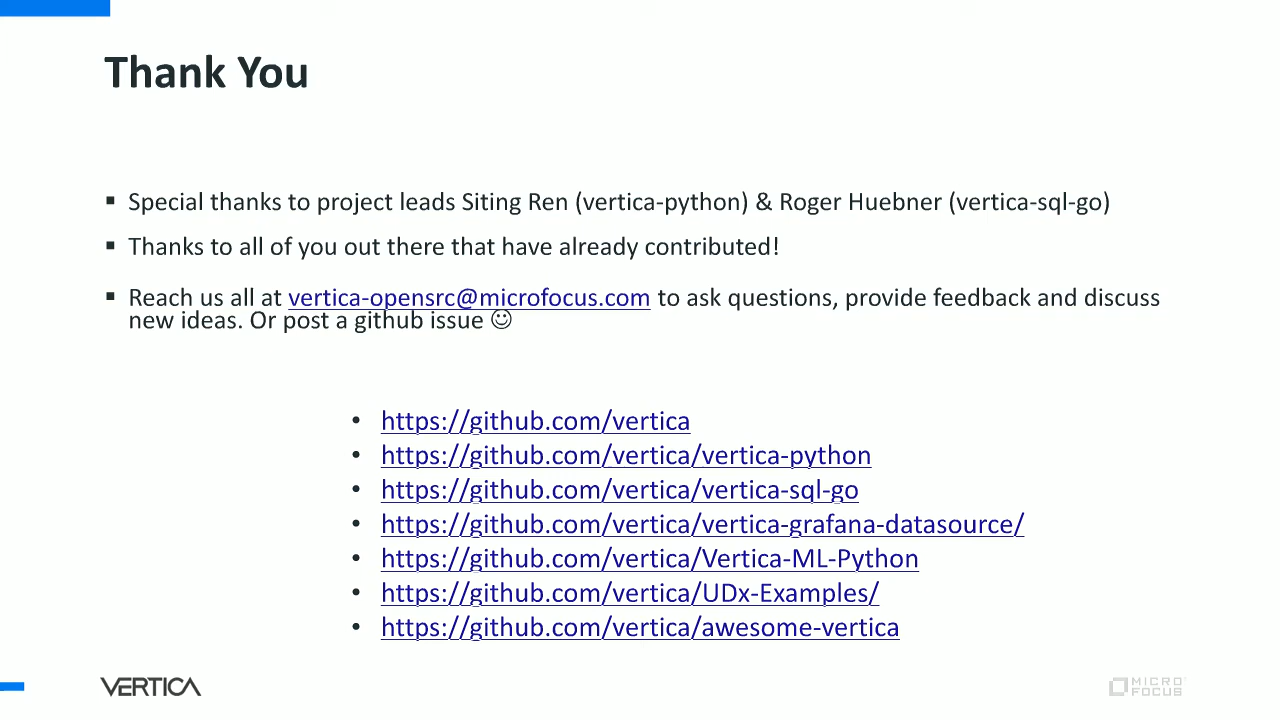 Thank You
▪ Special thanks to project leads Siting Ren (vertica-python) & Roger Huebner (vertica-sql-go)
▪ Thanks to all of you out there that have already contributed!
▪ Reach us all at vertica-opensrc@microfocus.com to ask questions, provide feedback and discuss
new ideas. Or post a github issue ☺
• https://github.com/vertica
• https://github.com/vertica/vertica-python
• https://github.com/vertica/vertica-sql-go
• https://github.com/vertica/vertica-grafana-datasource/
• https://github.com/vertica/Vertica-ML-Python
• https://github.com/vertica/UDx-Examples/
• https://github.com/vertica/awesome-vertica
VERTICA
MICRO
FOCUS